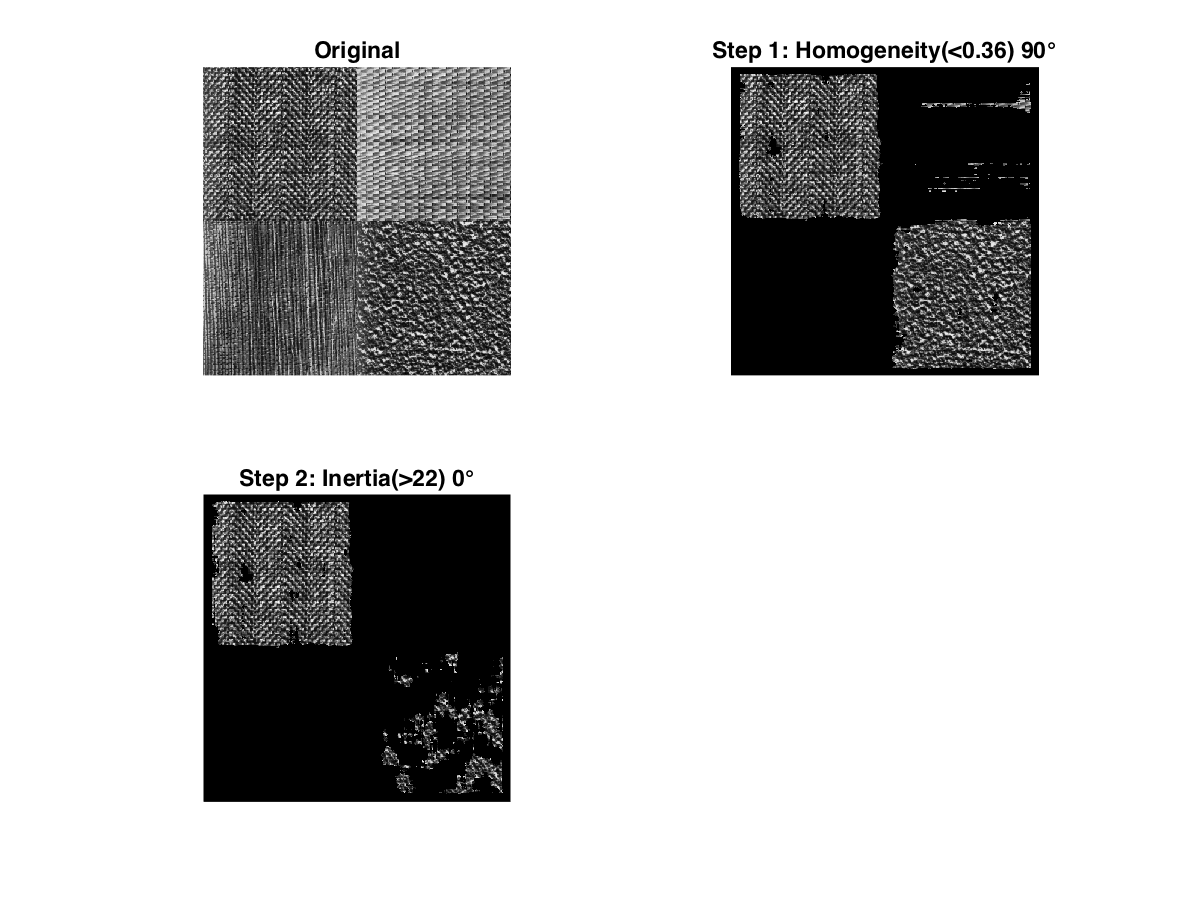 Original
Step 1: Homogeneity(<0.36) 90°
Step 2: Inertia(>22) 0°